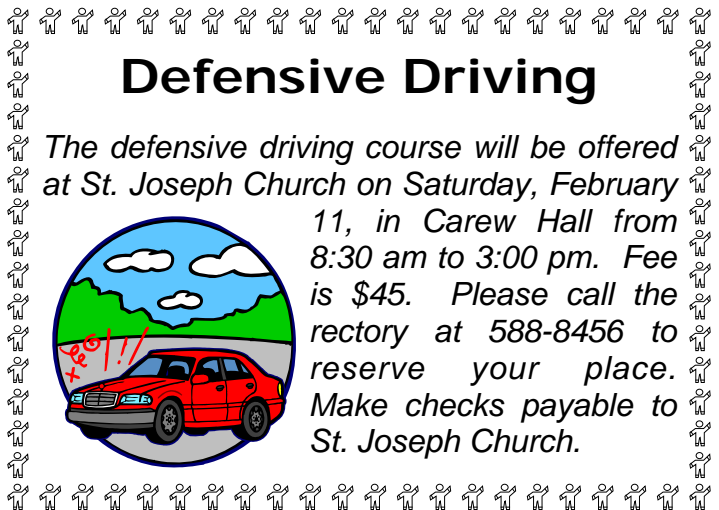 Defensive Driving
The defensive driving course will be offered
at St. Joseph Church on Saturday, February
11, in Carew Hall from
8:30 am to 3:00 pm. Fee
is $45. Please call the
rectory at 588-8456 to
reserve your place.
Make checks payable to
St. Joseph Church.